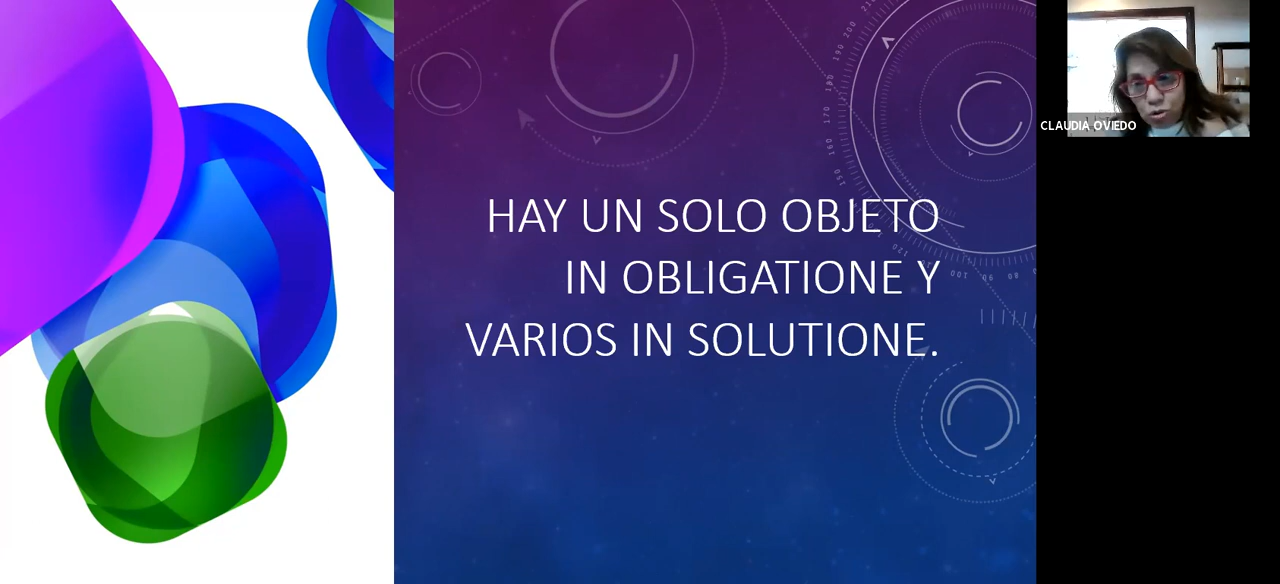 HAY UN SOLO OBJETO
IN OBLIGATIONE Y
VARIOS IN SOLUTIONE.
CLAUDIA OVIEDO